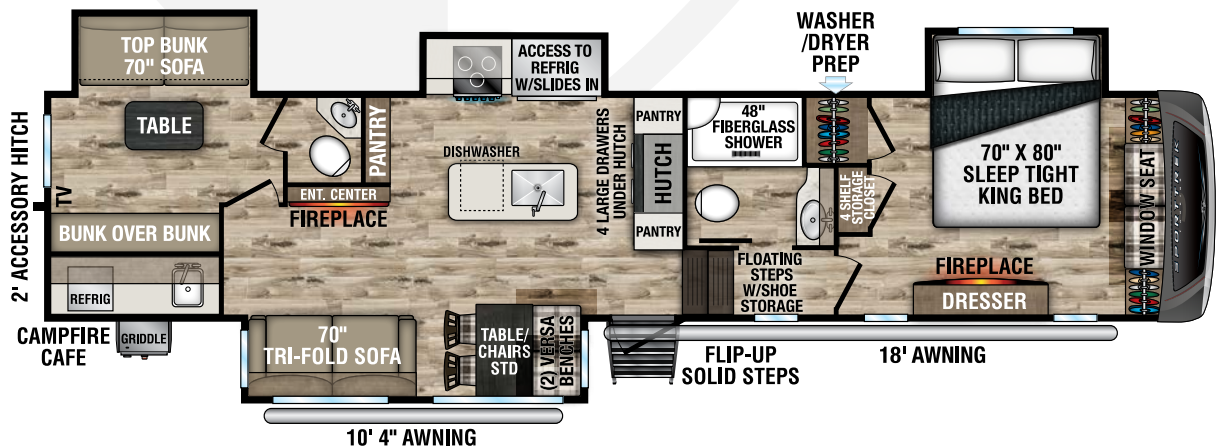 TOP BUNK
70" SOFA
TABLE
TV
2' ACCESSORY HITCH
BUNK OVER BUNK
REFRIG
CAMPFIRE
CAFE
GRIDDLE
PANTRY
ENT. CENTER
FIREPLACE
ACCESS TO
REFRIG
W/SLIDES IN
DISHWASHER
4 LARGE DRAWERS
UNDER HUTCH
PANTRY
HUTCH
PANTRY
70"
TRI-FOLD SOFA
TABLE/
CHAIRS
STD
(2) VERSA
BENCHES
10' 4" AWNING
WASHER
/DRYER
PREP
48"
FIBERGLASS
SHOWER
4 SHELF
STORAGE
CLOSET
FLOATING
STEPS
W/SHOE
STORAGE
FLIP-UP
SOLID STEPS
70" X 80"
SLEEP TIGHT
KING BED
FIREPLACE
DRESSER
WINDOW SEAT
SPORTTREK
18' AWNING